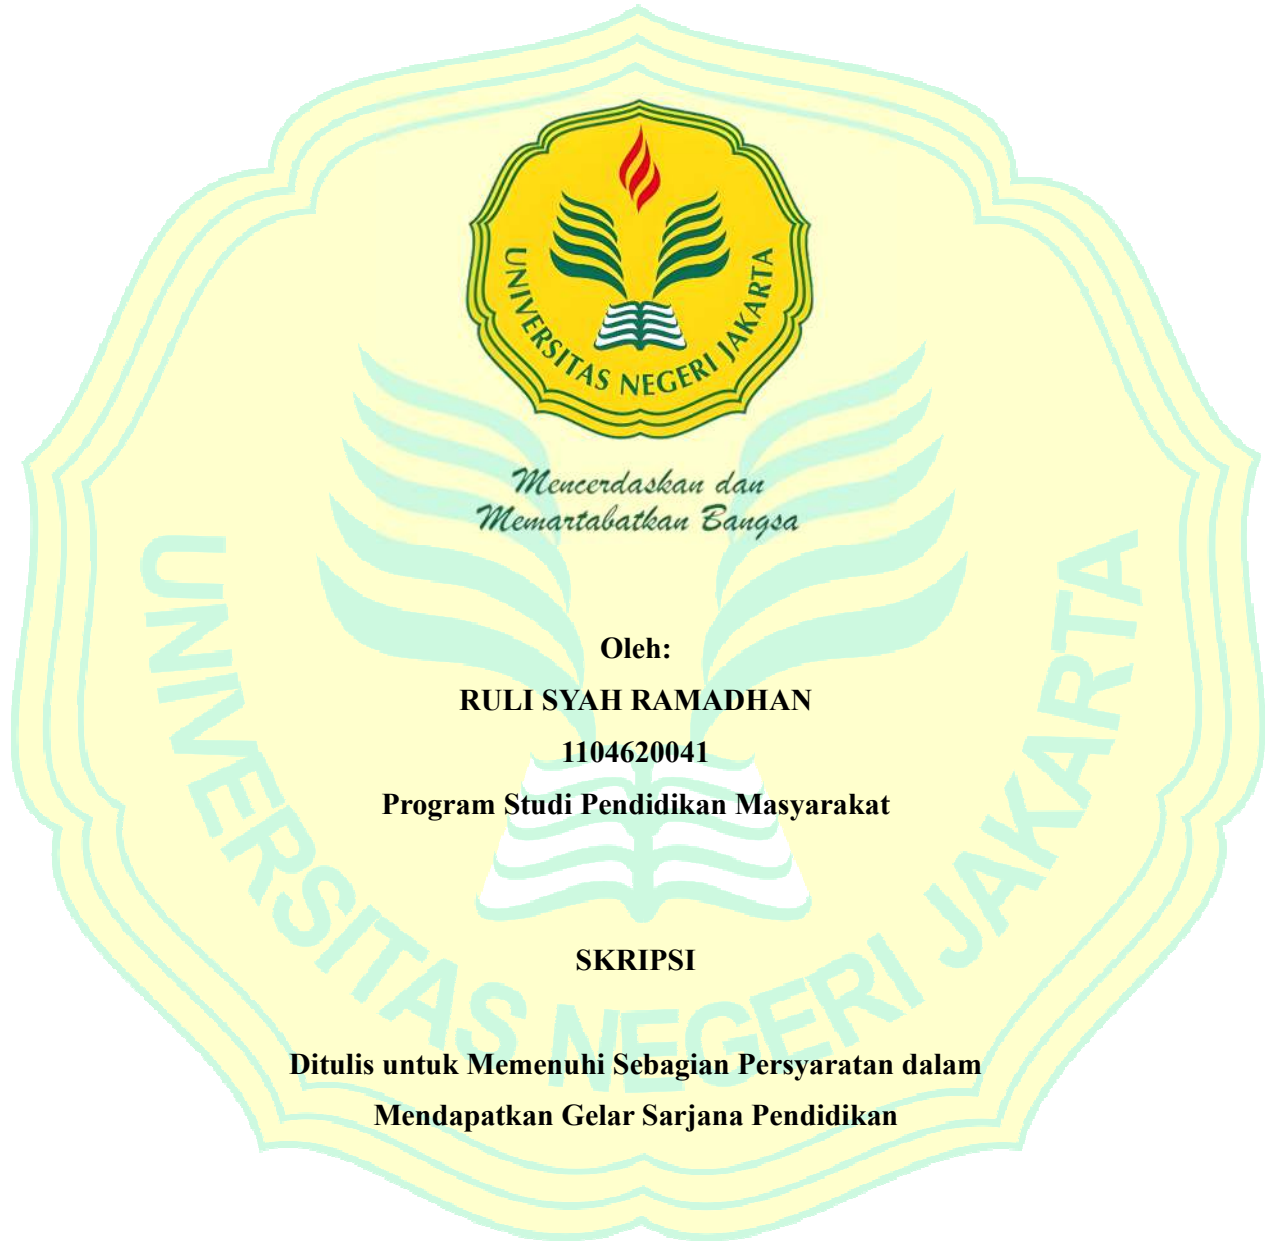 UNIVERSITAS NEGERI JAKARTA
Mencerdaskan dan
Memartabatkan Bangsa
Oleh:
RULI SYAH RAMADHAN
1104620041
Program Studi Pendidikan Masyarakat
SKRIPSI
Ditulis untuk Memenuhi Sebagian Persyaratan dalam
Mendapatkan Gelar Sarjana Pendidikan
UNIVERSITAS NEGERI JAKARTA